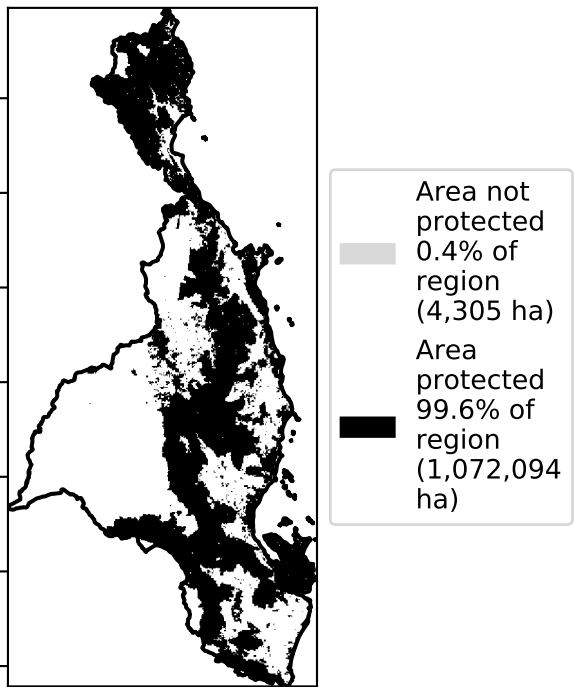 Area not
protected
0.4% of
region
(4,305 ha)
Area
protected
99.6% of
region
(1,072,094
ha)